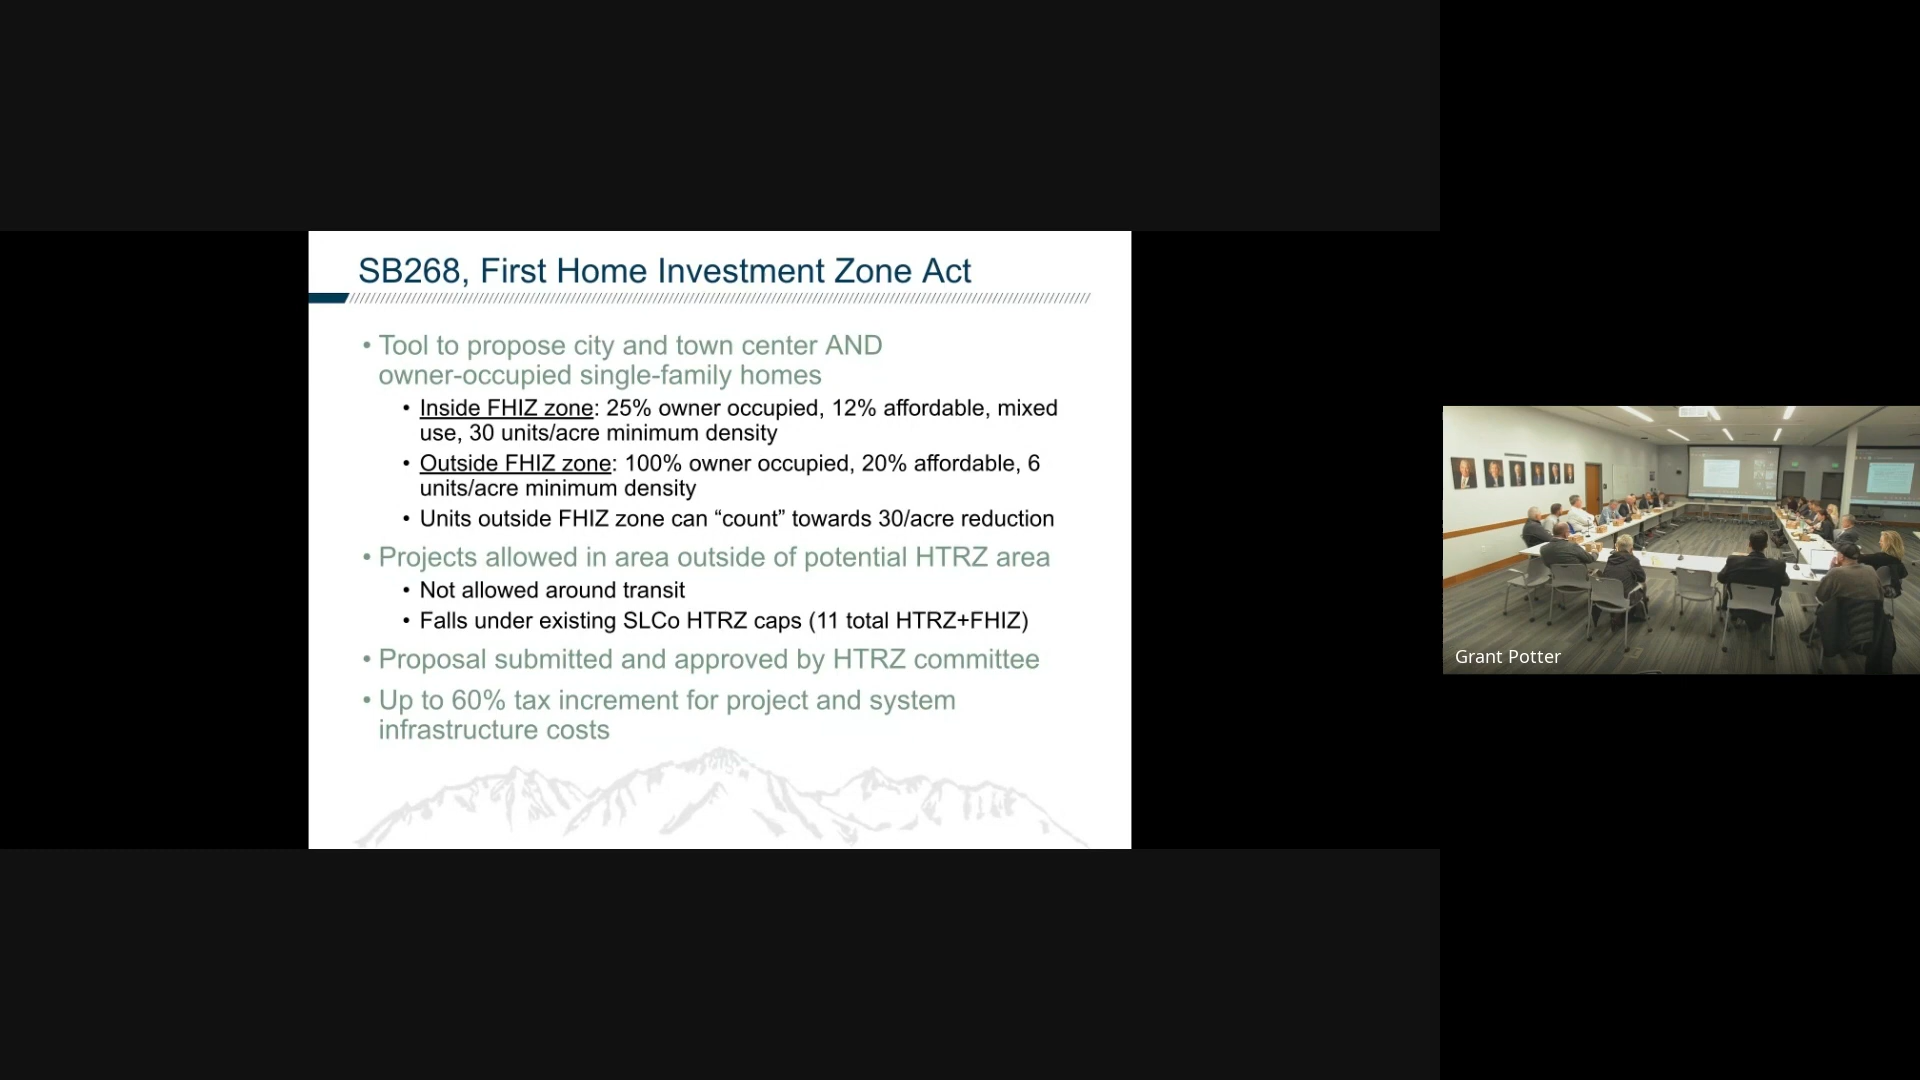 SB268, First Home Investment Zone Act
• Tool to propose city and town center AND
owner-occupied single-family homes
• Inside FHIZ zone: 25% owner occupied, 12% affordable, mixed
use, 30 units/acre minimum density
• Outside FHIZ zone: 100% owner occupied, 20% affordable, 6
units/acre minimum density
• Units outside FHIZ zone can “count” towards 30/acre reduction
• Projects allowed in area outside of potential HTRZ area
• Not allowed around transit
• Falls under existing SLCo HTRZ caps (11 total HTRZ+FHIZ)
• Proposal submitted and approved by HTRZ committee
• Up to 60% tax increment for project and system
infrastructure costs
Grant Potter